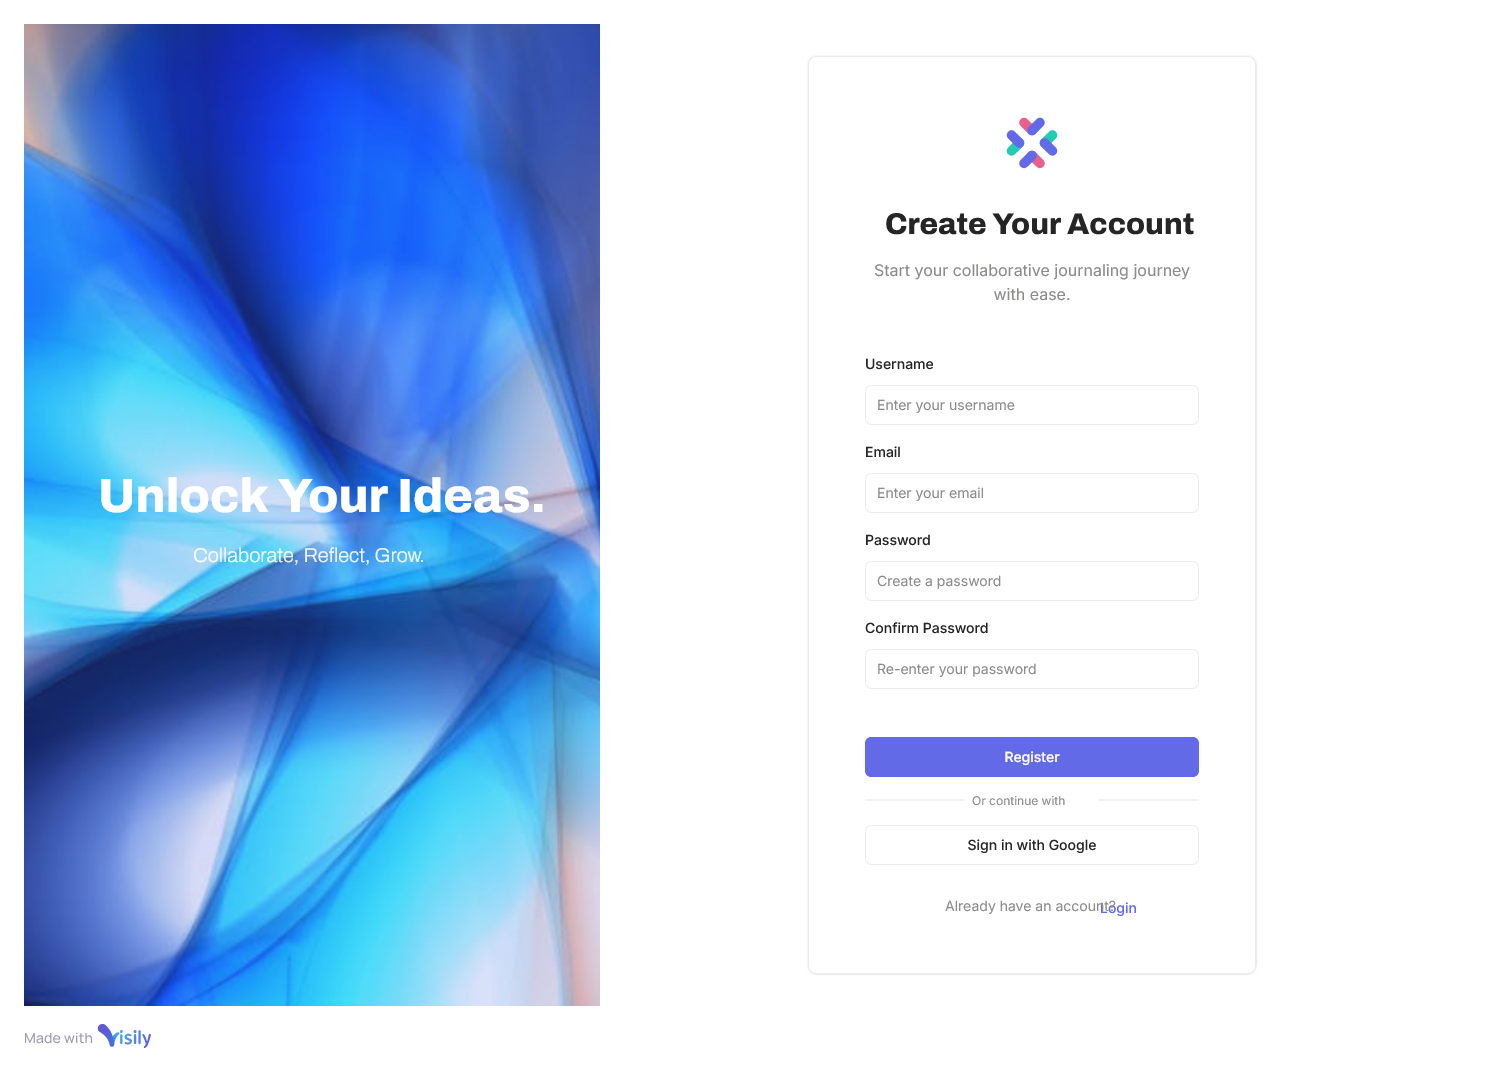 Unlock Your Ideas.
Collaborate, Reflect, Grow.
Made with Visily
Create Your Account
Start your collaborative journaling journey
with ease.
Username
Enter your username
Email
Enter your email
Password
Create a password
Confirm Password
Re-enter your password
Register
Or continue with
Sign in with Google
Already have an account? Login